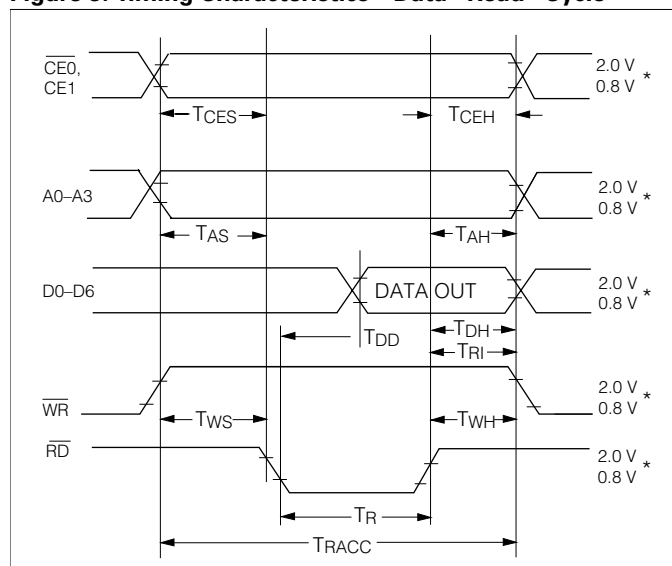 Timing Characteristics Data Read Cycle
CE0,
CE1
2.0 V
0.8 V *
TCES
TCEH
A0–A3
2.0 V
0.8 V *
TAS
TAH
D0–D6
DATA OUT
2.0 V
0.8 V *
TDD
TDH
TRI
WR
2.0 V
0.8 V *
TWS
TWH
RD
2.0 V
0.8 V *
TR
TRACC